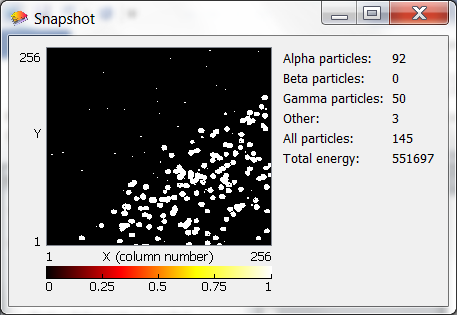 Snapshot
256
Y
1
1 X (column number) 256
0 0.25 0.5 0.75 1
Alpha particles: 92
Beta particles: 0
Gamma particles: 50
Other: 3
All particles: 145
Total energy: 551697